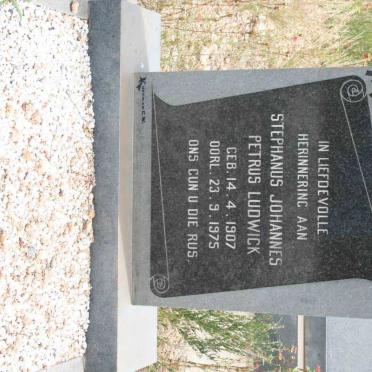 IN LIEFDEVOLLE
HERINNERING AAN
STEPHANUS JOHANNES
PETRUS LUDWICK
GEB. 14. 4. 1907
OORL. 23. 9. 1975
ONS GUN U DIE RUS.